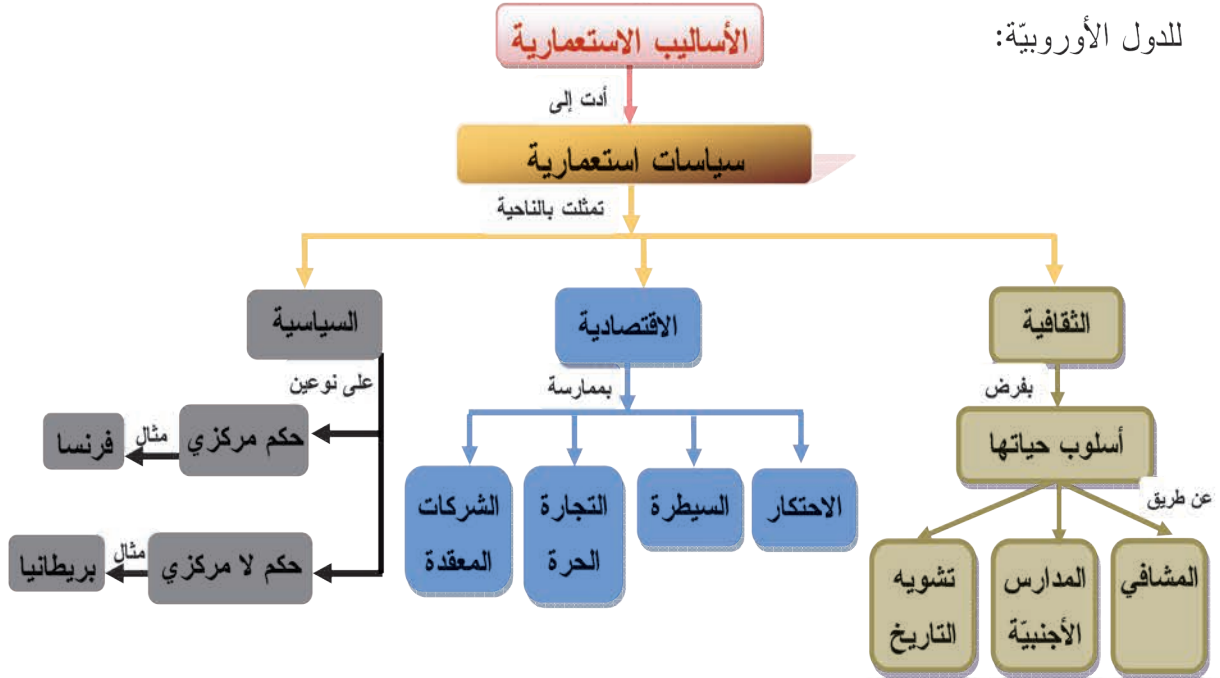 للدول الأوروبيّة:
الأساليب الاستعمارية
أدت إلى
سياسات استعمارية
تمثلت بالناحية
الثقافية
الاقتصادية
السياسية
بفرض
بممارسة
على نوعين
أسلوب حياتها
عن طريق
المشافي
المدارس
الأجنبيّة
تشويه
التاريخ
الاحتكار
السيطرة
التجارة
الحرة
الشركات
المعقدة
حكم مركزي
مثال
فرنسا
حكم لا مركزي
مثال
بريطانيا